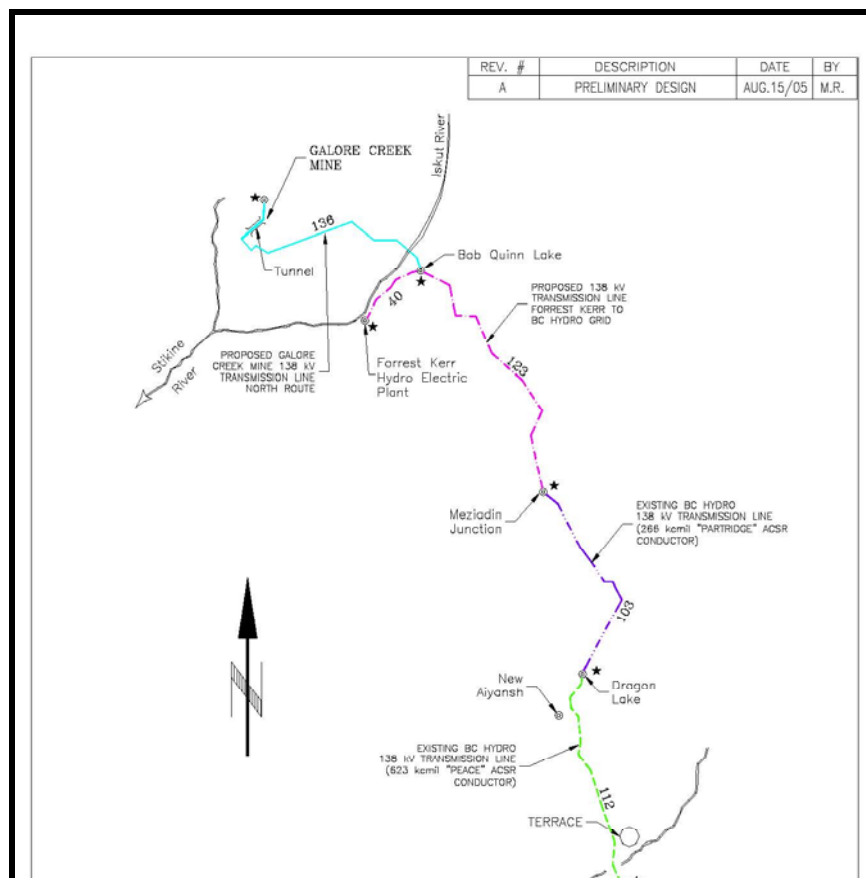 REV. # DESCRIPTION DATE BY
A PRELIMINARY DESIGN AUG.15/05 M.R.
GALORE CREEK
MINE
Iskut River
136
Tunnel
Bob Quinn Lake
40
PROPOSED 138 kV
TRANSMISSION LINE
FORREST KERR TO
BC HYDRO GRID
Stikine
River
PROPOSED GALORE
CREEK MINE 138 kV
TRANSMISSION LINE
NORTH ROUTE
Forrest Kerr
Hydro Electric
Plant
123
Meziadin
Junction
EXISTING BC HYDRO
138 kV TRANSMISSION LINE
(266 kcmil "PARTRIDGE" ACSR
CONDUCTOR)
103
N
New
Aiyansh
Dragon
Lake
EXISTING BC HYDRO
138 kV TRANSMISSION LINE
(623 kcmil "PEACE" ACSR
CONDUCTOR)
112
TERRACE